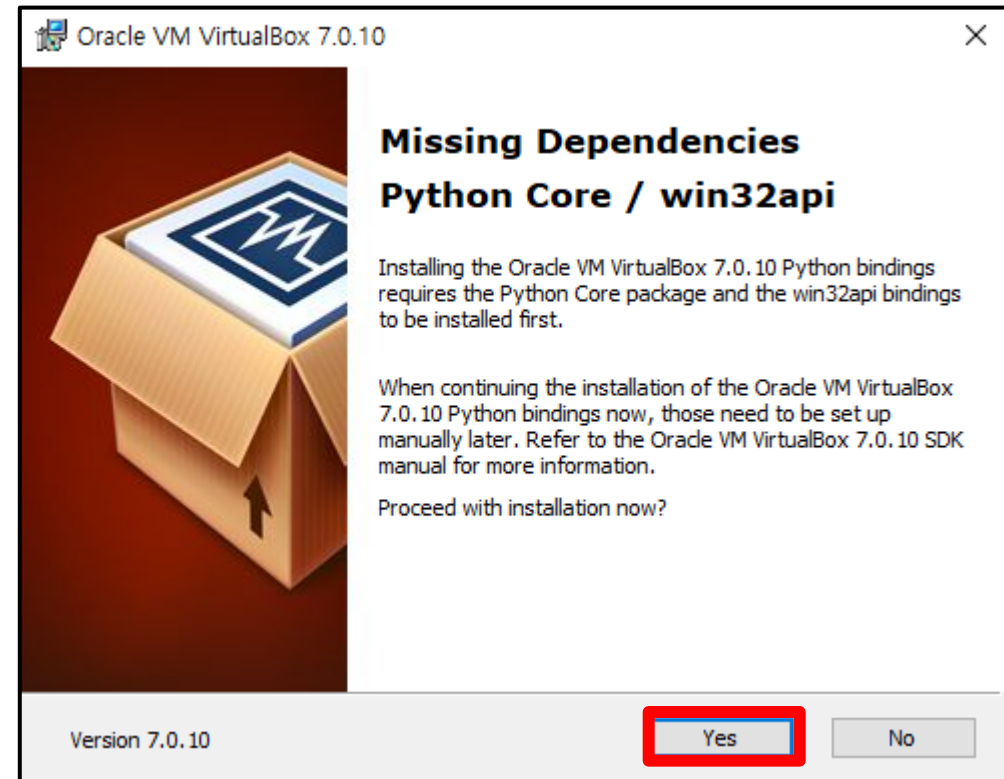 Oracle VM VirtualBox 7.0.10
Missing Dependencies
Python Core / win32api
Installing the Oracle VM VirtualBox 7.0.10 Python bindings
requires the Python Core package and the win32api bindings
to be installed first.
When continuing the installation of the Oracle VM VirtualBox
7.0.10 Python bindings now, those need to be set up
manually later. Refer to the Oracle VM VirtualBox 7.0.10 SDK
manual for more information.
Proceed with installation now?
Version 7.0.10
Yes
No